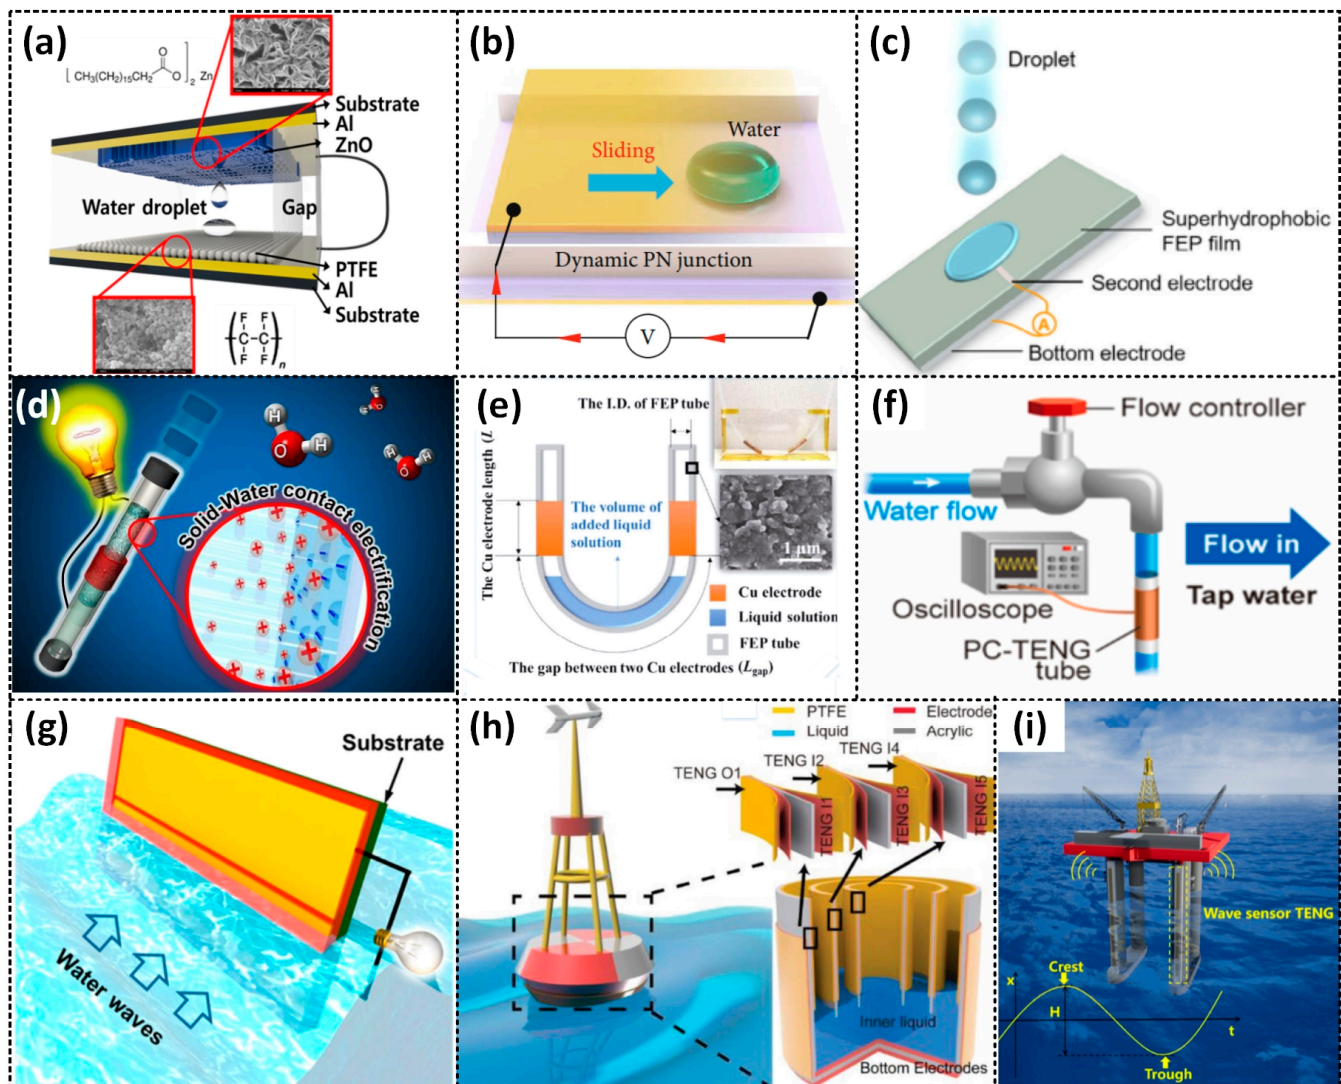 (a)
[CH₃(CH₂)₁₅CH₂ O O]₂ Zn
Substrate
Al
ZnO
Water droplet
Gap
PTFE
Al
Substrate
F F
C-C
F F
n
(b)
Water
Sliding
Dynamic PN junction
V
(c)
Droplet
Superhydrophobic
FEP film
Second electrode
A
Bottom electrode
(d)
H
H
O
H
H
O
H
H
O
Solid-Water contact electrification
(e)
The I.D. of FEP tube
The Cu electrode length (L
The volume of
added liquid
solution
1 μm
Cu electrode
Liquid solution
FEP tube
The gap between two Cu electrodes (Lgap)
(f)
Flow controller
Water flow
Flow in
Tap water
Oscilloscope
PC-TENG
tube
(g)
Substrate
Water waves
(h)
PTFE
Electrode
Liquid
Acrylic
TENG O1
TENG I2
TENG I4
TENG I1
TENG I3
TENG I5
Inner liquid
Bottom Electrodes
(i)
Wave sensor TENG
Crest
x
H
t
Trough